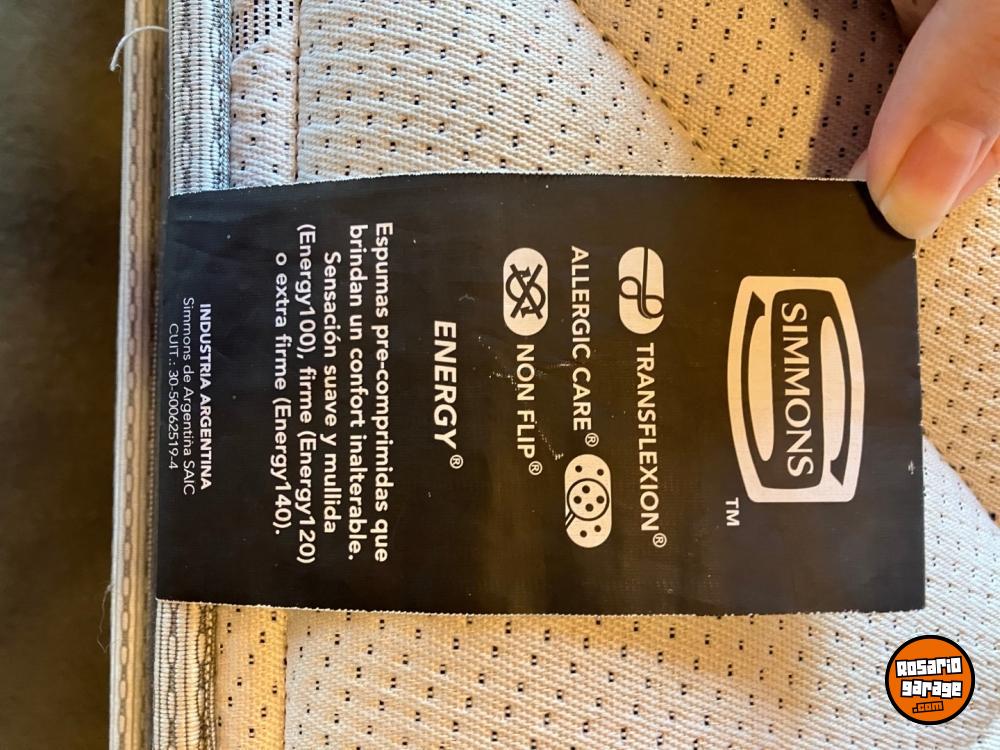 SIMMONS
TM
TRANSFLEXION®
ALLERGIC CARE®
NON FLIP®
ENERGY®
Espumas pre-comprimidas que
brindan un confort inalterable.
Sensación suave y mullida
(Energy100), firme (Energy120)
o extra firme (Energy140).
INDUSTRIA ARGENTINA
Simmons de Argentina SAIC
CUIT.: 30-50062519-4
Rosario
garage
.com